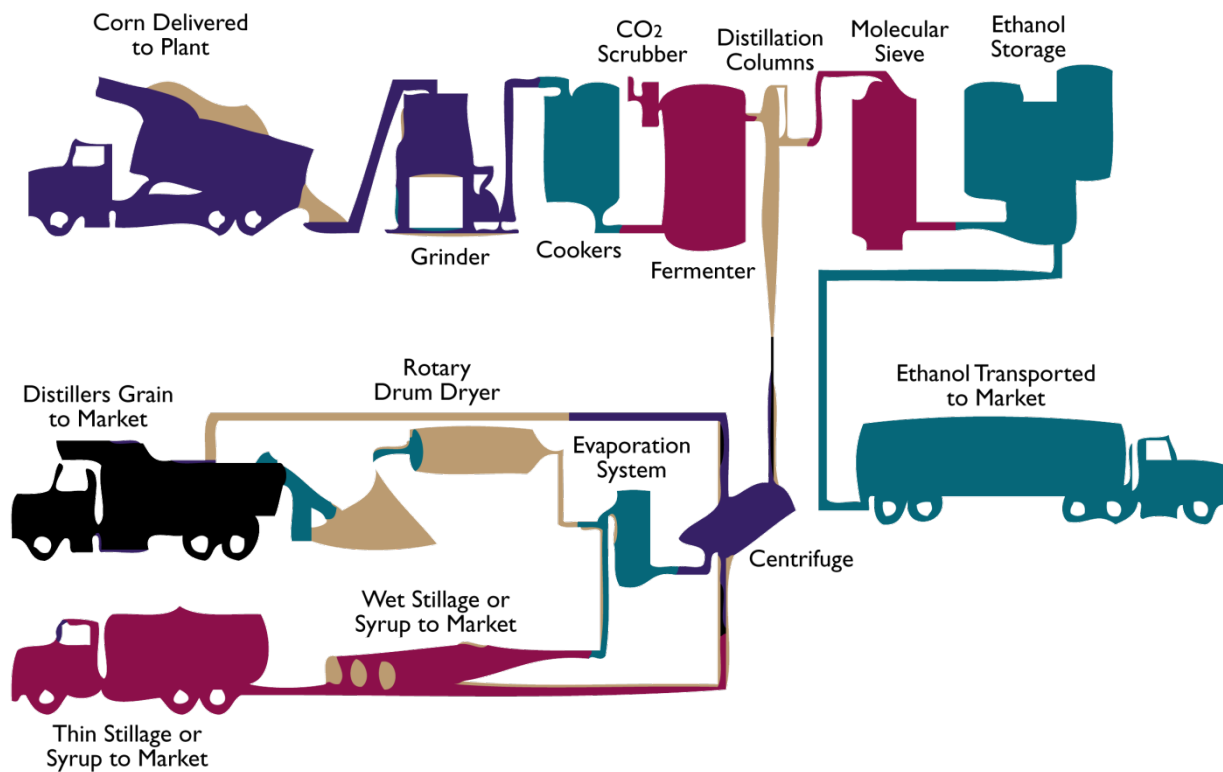 Corn Delivered
to Plant
CO2
Scrubber
Distillation
Columns
Molecular
Sieve
Ethanol
Storage
Grinder
Cookers
Fermenter
Distillers Grain
to Market
Rotary
Drum Dryer
Evaporation
System
Ethanol Transported
to Market
Centrifuge
Wet Stillage or
Syrup to Market
Thin Stillage or
Syrup to Market